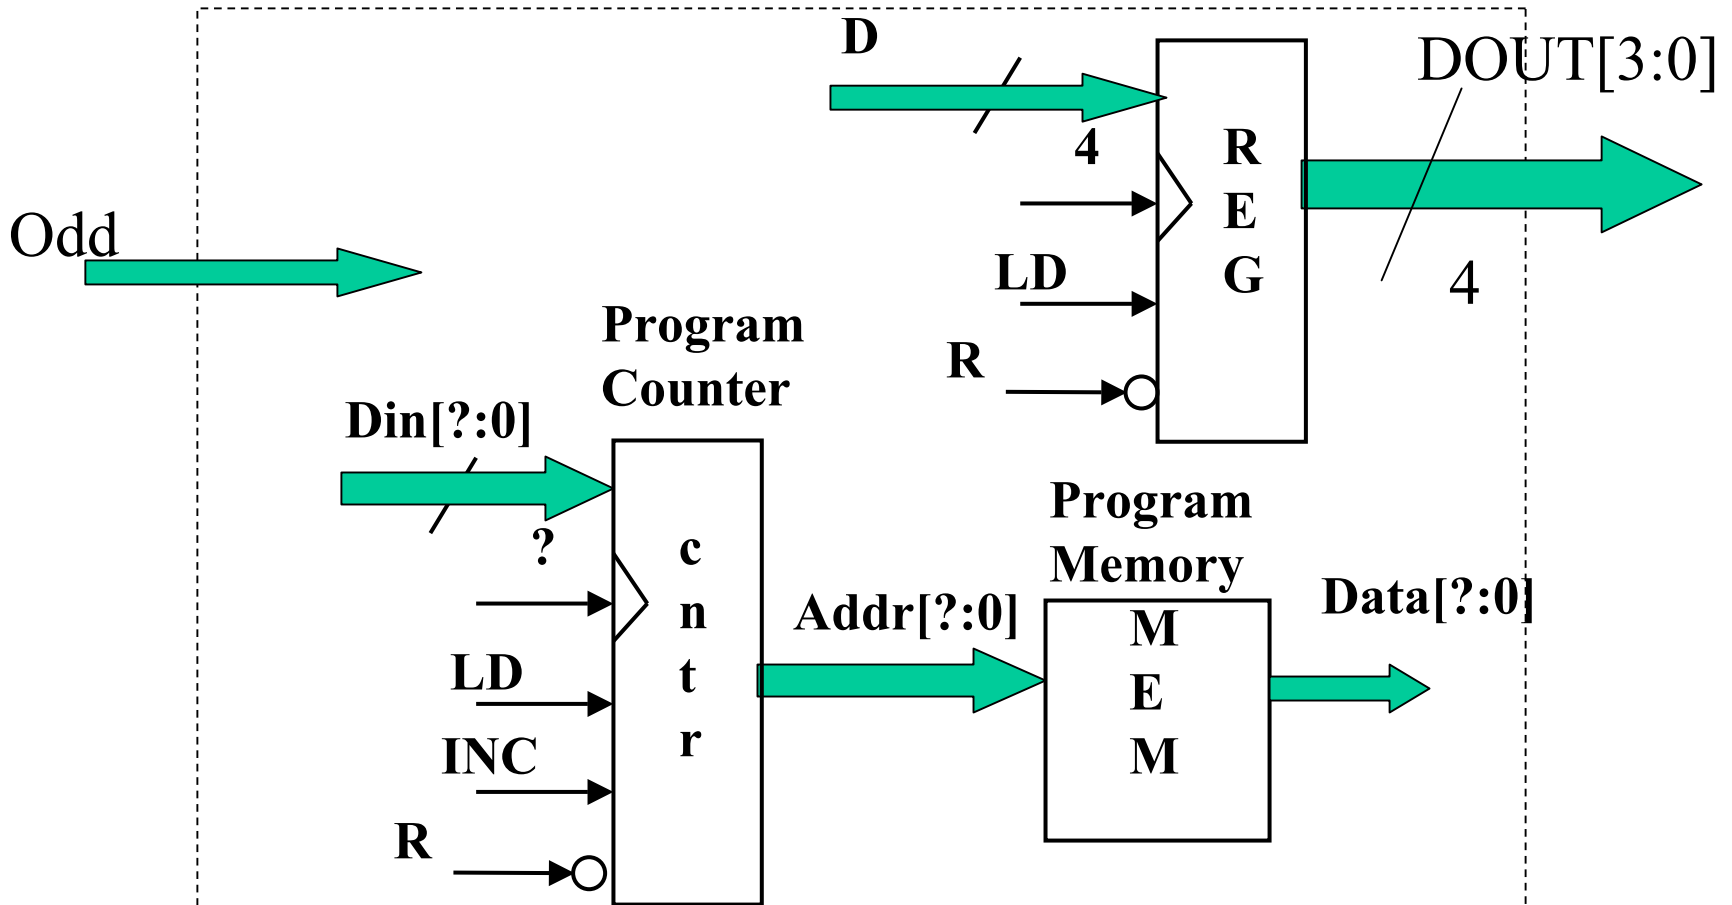 D
DOUT[3:0]
4
R
E
G
Odd
LD
4
Program
Counter
R
Din[?:0]
Program
Memory
?
c
n
t
r
Addr[?:0]
M
E
M
Data[?:0]
LD
INC
R